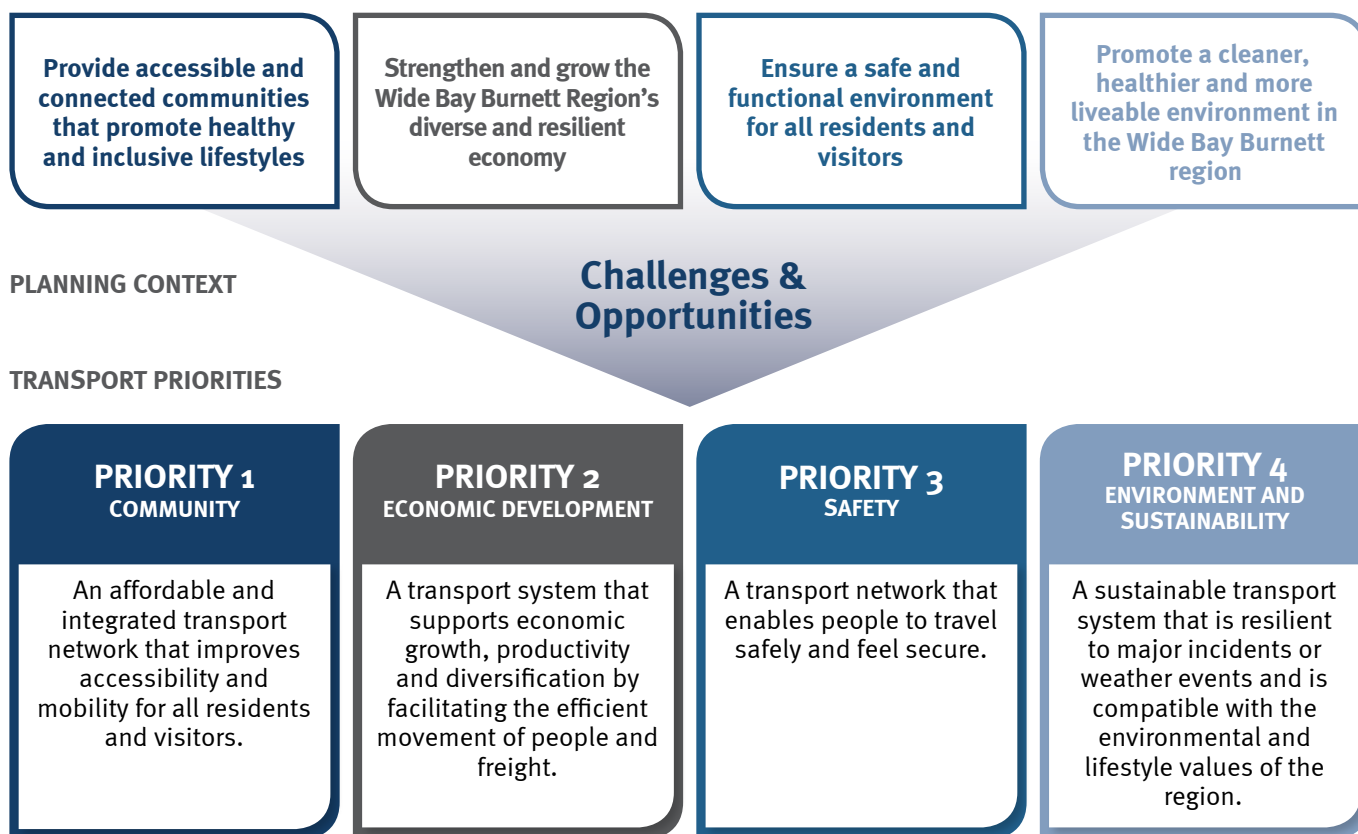 Provide accessible and
connected communities
that promote healthy
and inclusive lifestyles
Strengthen and grow the
Wide Bay Burnett Region’s
diverse and resilient
economy
Ensure a safe and
functional environment
for all residents and
visitors
Promote a cleaner,
healthier and more
liveable environment in
the Wide Bay Burnett
region
PLANNING CONTEXT
Challenges &
Opportunities
TRANSPORT PRIORITIES
PRIORITY 1
COMMUNITY
An affordable and
integrated transport
network that improves
accessibility and
mobility for all residents
and visitors.
PRIORITY 2
ECONOMIC DEVELOPMENT
A transport system that
supports economic
growth, productivity
and diversification by
facilitating the efficient
movement of people and
freight.
PRIORITY 3
SAFETY
A transport network that
enables people to travel
safely and feel secure.
PRIORITY 4
ENVIRONMENT AND
SUSTAINABILITY
A sustainable transport
system that is resilient
to major incidents or
weather events and is
compatible with the
environmental and
lifestyle values of the
region.